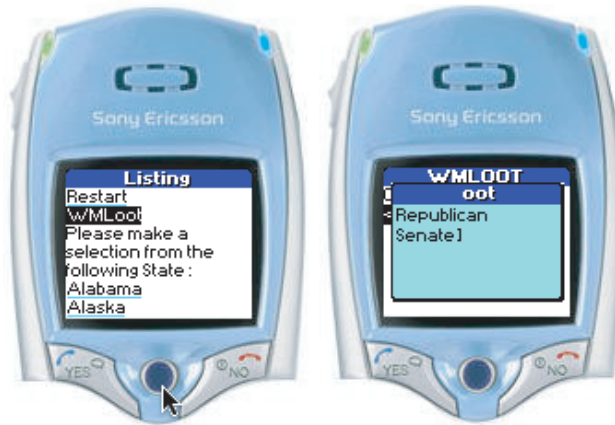 Sony Ericsson
Listing
Restart
WMLoot
Please make a
selection from the
following State :
Alabama
Alaska
YES
NO
Sony Ericsson
WMLOOT
oot
Republican
Senate]
YES
NO